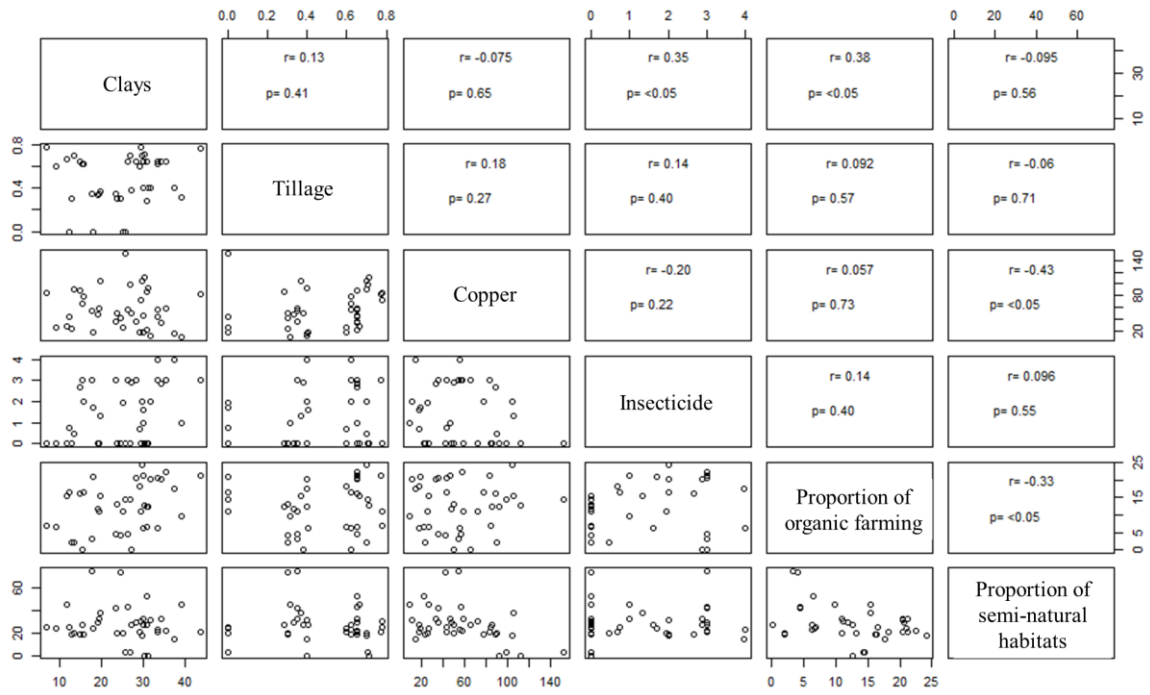 0.0 0.2 0.4 0.6 0.8 0 1 2 3 4 0 20 40 60
Clays r= 0.13 r= -0.075 r= 0.35 r= 0.38 r= -0.095 10 30
p= 0.41 p= 0.65 p= <0.05 p= <0.05 p= 0.56
0.0 0.4 0.8 Tillage r= 0.18 r= 0.14 r= 0.092 r= -0.06
p= 0.27 p= 0.40 p= 0.57 p= 0.71
Copper r= -0.20 r= 0.057 r= -0.43 20 80 140
p= 0.22 p= 0.73 p= <0.05
0 1 2 3 4 Insecticide r= 0.14 r= 0.096
p= 0.40 p= 0.55
Proportion of r= -0.33 0 5 15 25
organic farming p= <0.05
0 20 60 Proportion of
semi-natural
habitats
10 20 30 40 20 60 100 140 0 5 10 15 20 25